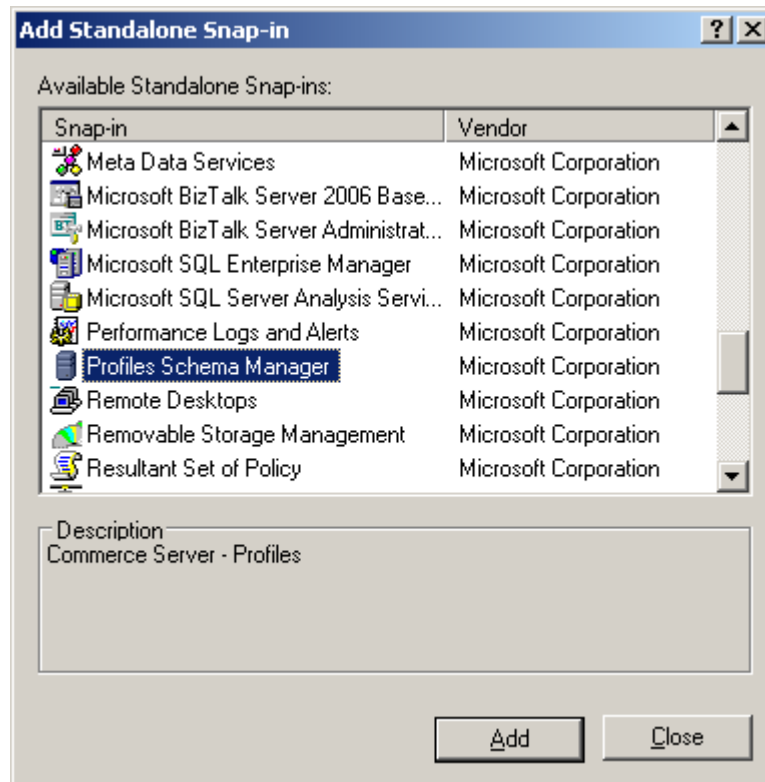 Add Standalone Snap-in
Available Standalone Snap-ins:
Snap-in Vendor
Meta Data Services Microsoft Corporation
Microsoft BizTalk Server 2006 Base... Microsoft Corporation
Microsoft BizTalk Server Administrat... Microsoft Corporation
Microsoft SQL Enterprise Manager Microsoft Corporation
Microsoft SQL Server Analysis Servi... Microsoft Corporation
Performance Logs and Alerts Microsoft Corporation
Profiles Schema Manager Microsoft Corporation
Remote Desktops Microsoft Corporation
Removable Storage Management Microsoft Corporation
Resultant Set of Policy Microsoft Corporation
Description
Commerce Server - Profiles
Add Close